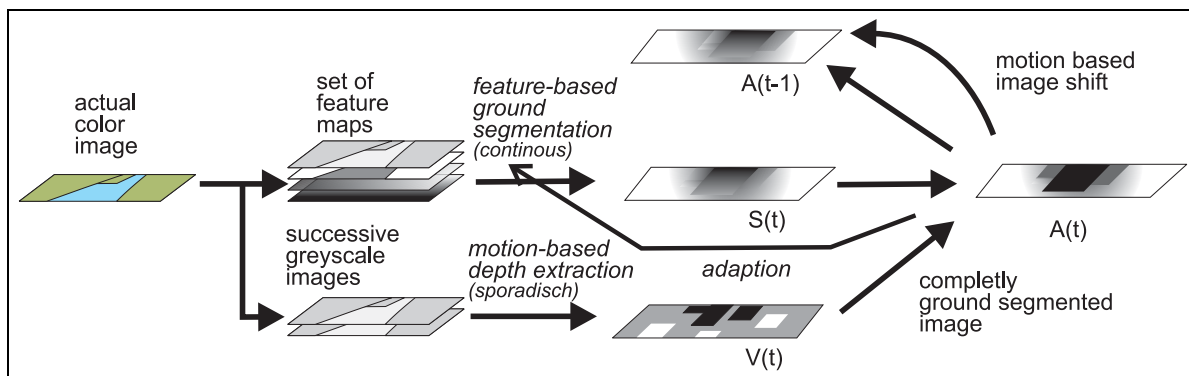 actual
color
image
set of
feature
maps
feature-based
ground
segmentation
(continous)
A(t-1)
motion based
image shift
S(t)
A(t)
successive
greyscale
images
motion-based
depth extraction
(sporadisch)
adaption
V(t)
completly
ground segmented
image